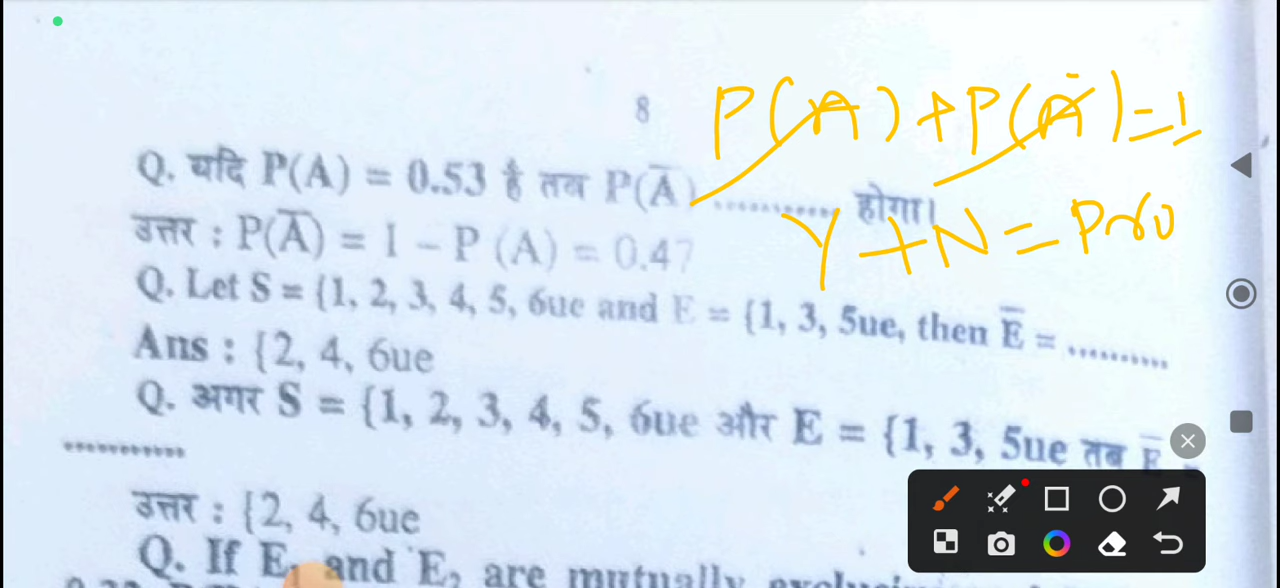 8
P(A)+P(Ā)=1
Q. यदि P(A) = 0.53 है तब P(Ā) ............ होगा।
Y+N=Pro
उत्तर : P(Ā) = 1 – P (A) = 0.47
Q. Let S = {1, 2, 3, 4, 5, 6ue and E = {1, 3, 5ue, then Ē = ..........
Ans : {2, 4, 6ue
Q. अगर S = {1, 2, 3, 4, 5, 6ue और E = {1, 3, 5ue तब Ē =
...........
उत्तर : {2, 4, 6ue
Q. If E₁ and E₂ are mutually